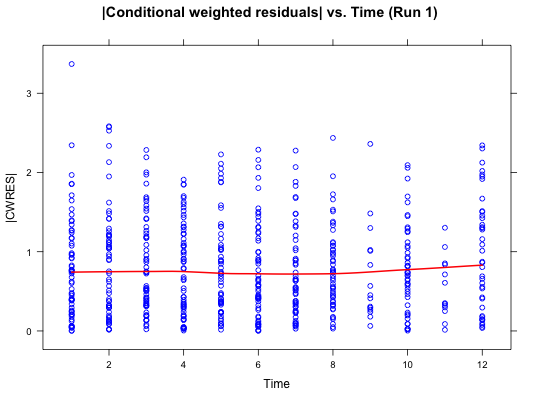 |Conditional weighted residuals| vs. Time (Run 1)
|CWRES|
3
2
1
0
2 4 6 8 10 12
Time